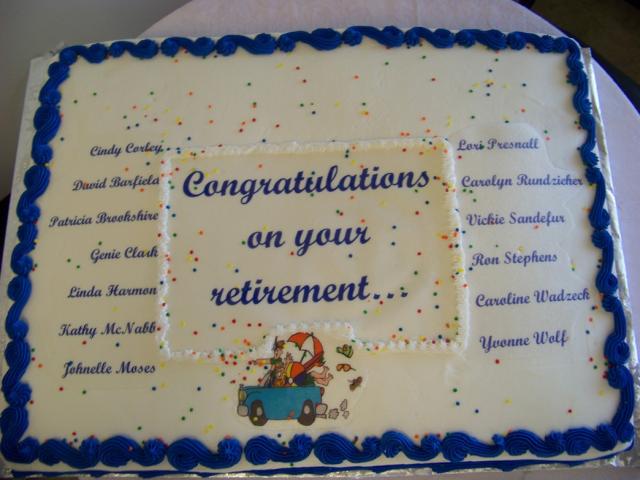 Cindy Corley
David Barfield
Patricia Brookshire
Genie Clark
Linda Harmon
Kathy McNabb
Johnelle Moses
Congratulations
on your
retirement...
Lori Presnall
Carolyn Rundzicher
Vickie Sandefur
Ron Stephens
Caroline Wadzeck
Yvonne Wolf